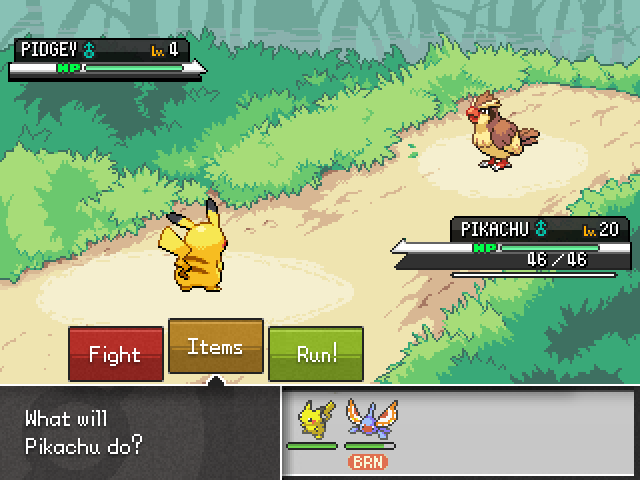 PIDGEY ♂ Lv. 4
HP
PIKACHU ♂ Lv. 20
HP
46/46
Fight
Items
Run!
What will
Pikachu do?
BRN